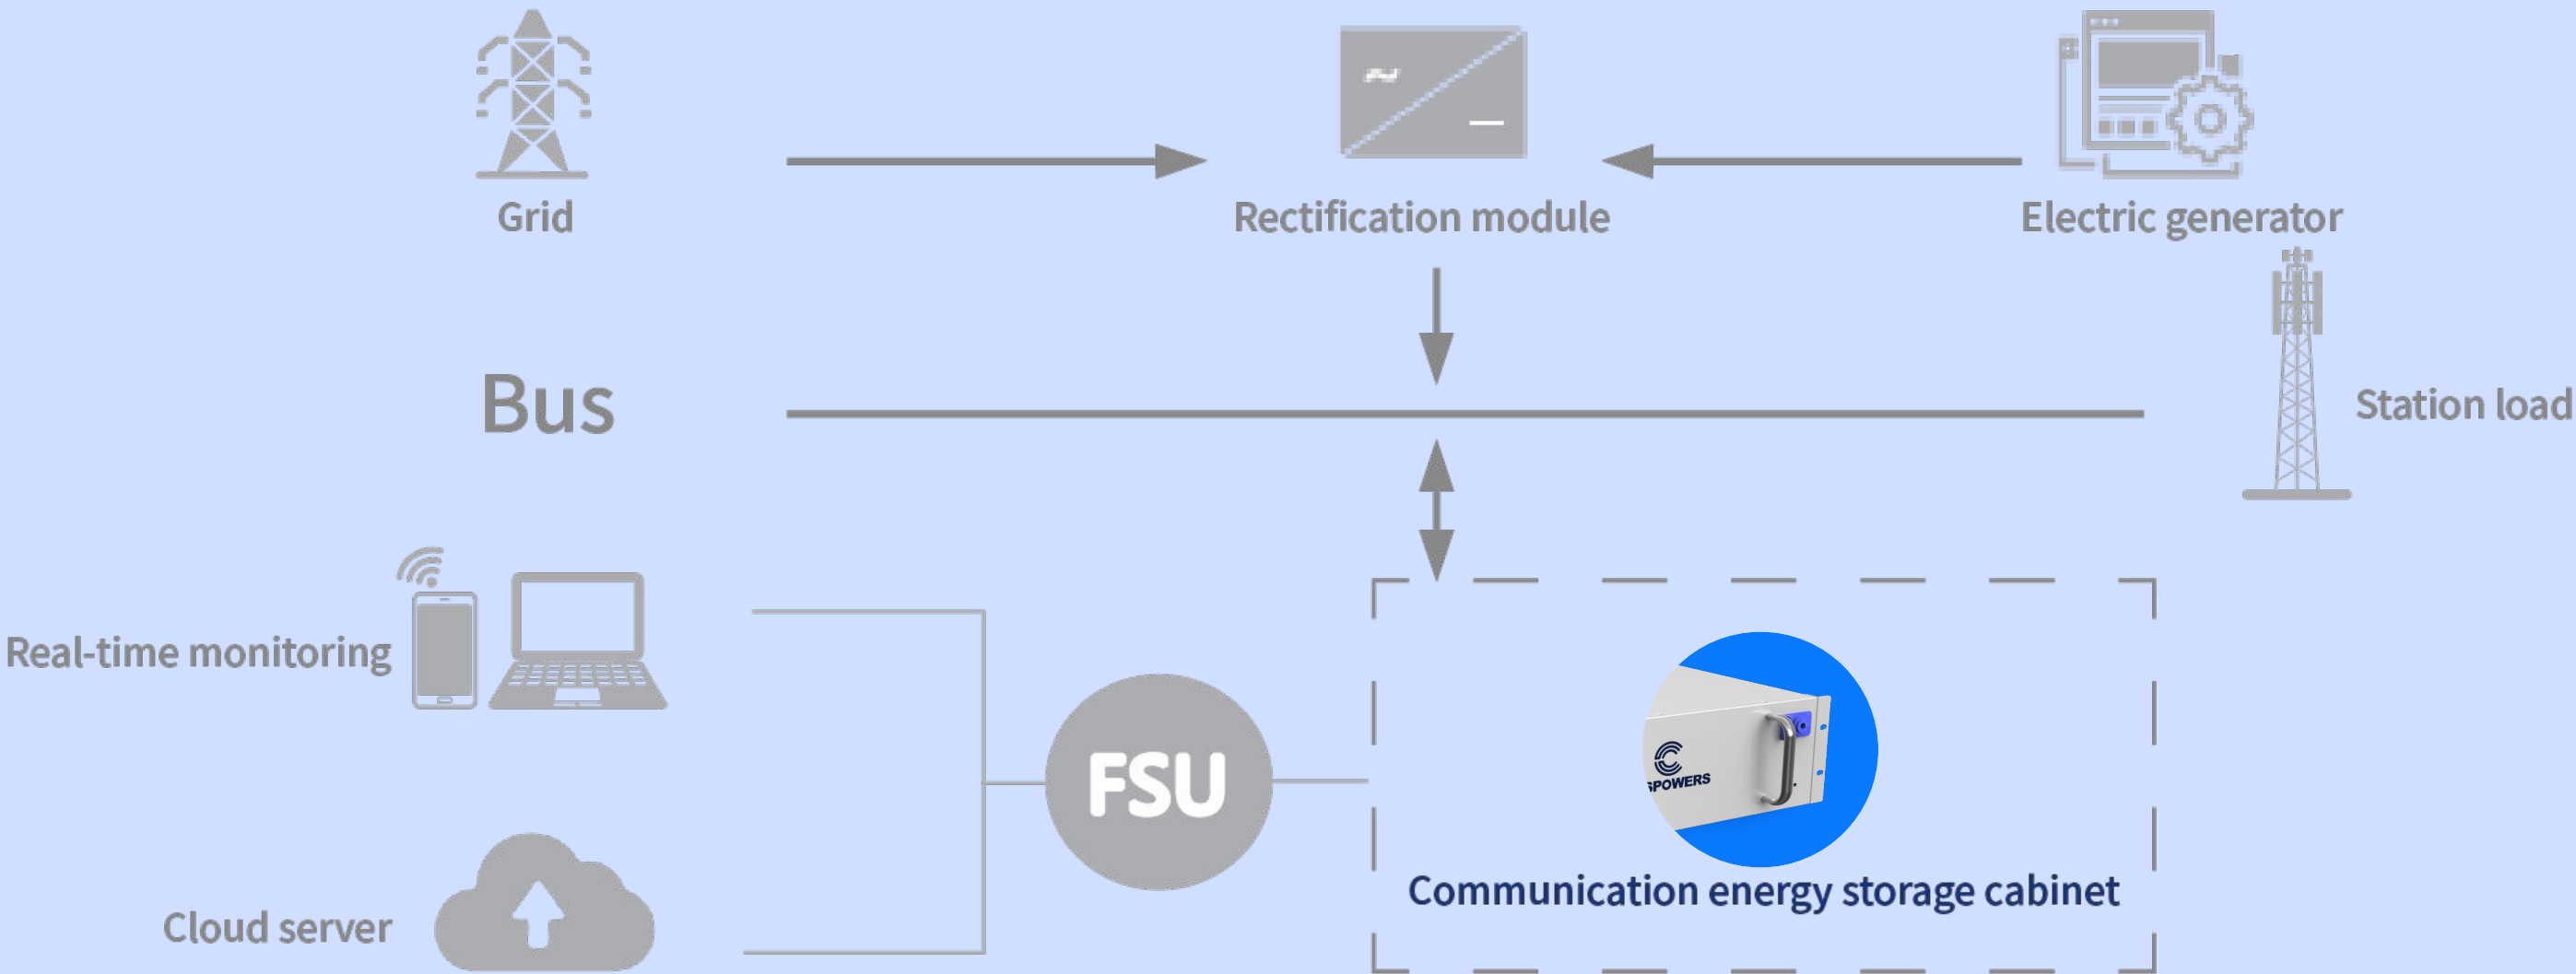 Grid
Rectification module
Electric generator
Bus
Station load
Real-time monitoring
FSU
SPOWERS
Communication energy storage cabinet
Cloud server